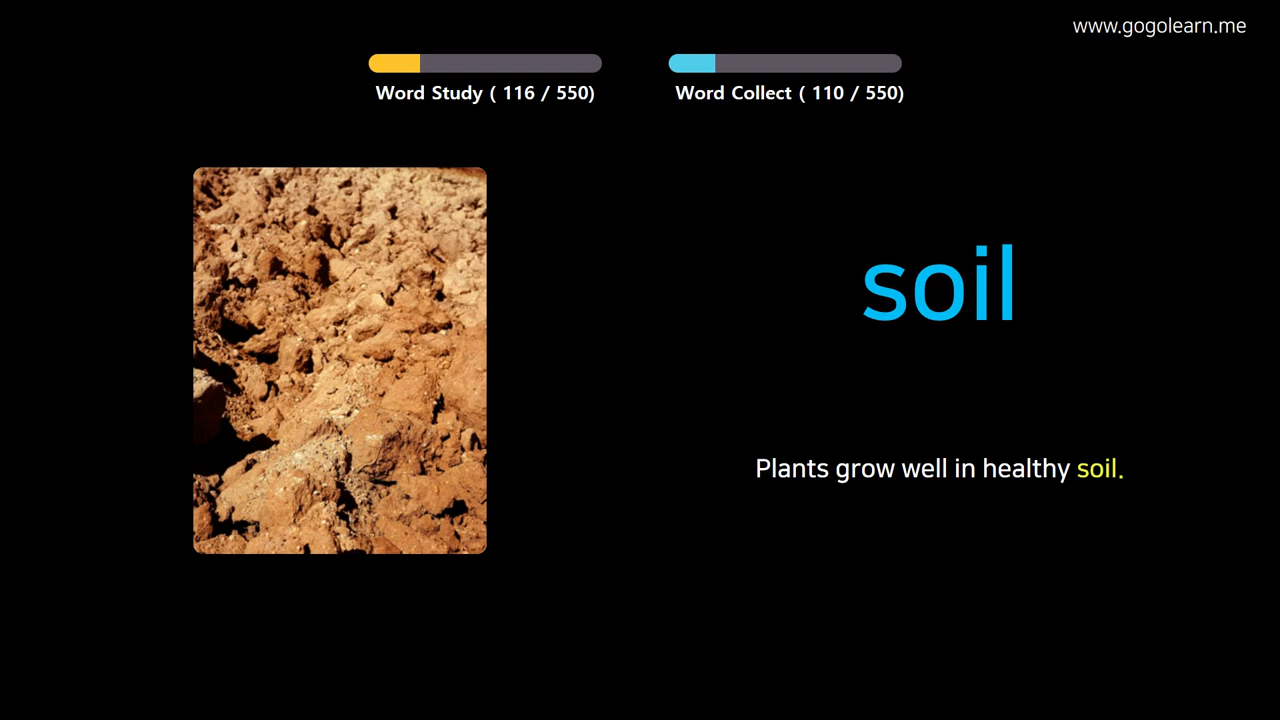 www.gogolearn.me
Word Study ( 116 / 550)
Word Collect ( 110 / 550)
soil
Plants grow well in healthy soil.